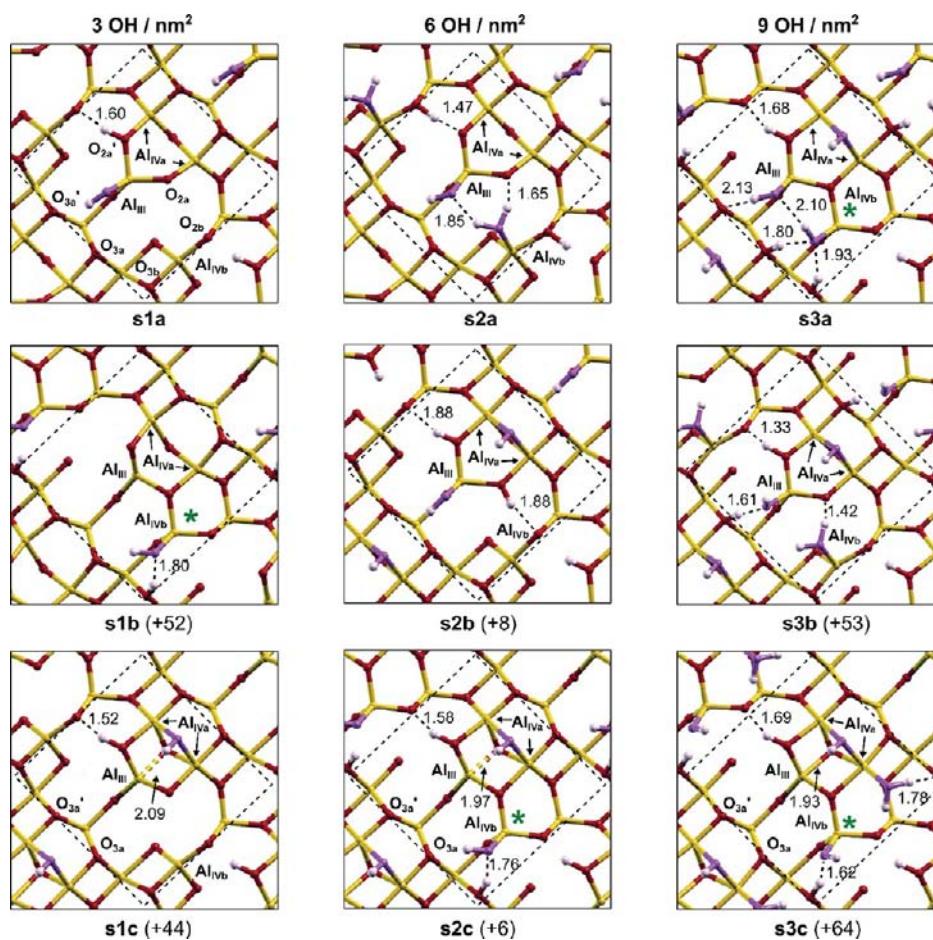 3 OH / nm²
6 OH / nm²
9 OH / nm²
1.60
O2a'
AlIVa
O3a'
AlIII
O2a
O2b
O3a
O3b
AlIVb
s1a
1.47
AlIVa
AlIII
1.65
1.85
AlIVb
s2a
1.68
AlIVa
AlIII
AlIVb
2.13
2.10
*
1.80
1.93
s3a
AlIII
AlIVa
AlIVb
*
1.80
s1b (+52)
1.88
AlIII
AlIVa
1.88
AlIVb
s2b (+8)
1.33
AlIII
AlIVa
1.61
1.42
AlIVb
s3b (+53)
1.52
AlIVa
AlIII
O3a'
2.09
O3a
AlIVb
s1c (+44)
1.58
AlIVa
AlIII
1.97
AlIVb
*
O3a
1.76
s2c (+6)
1.69
AlIVa
AlIII
O3a'
1.93
1.78
AlIVb
*
O3a
1.62
s3c (+64)